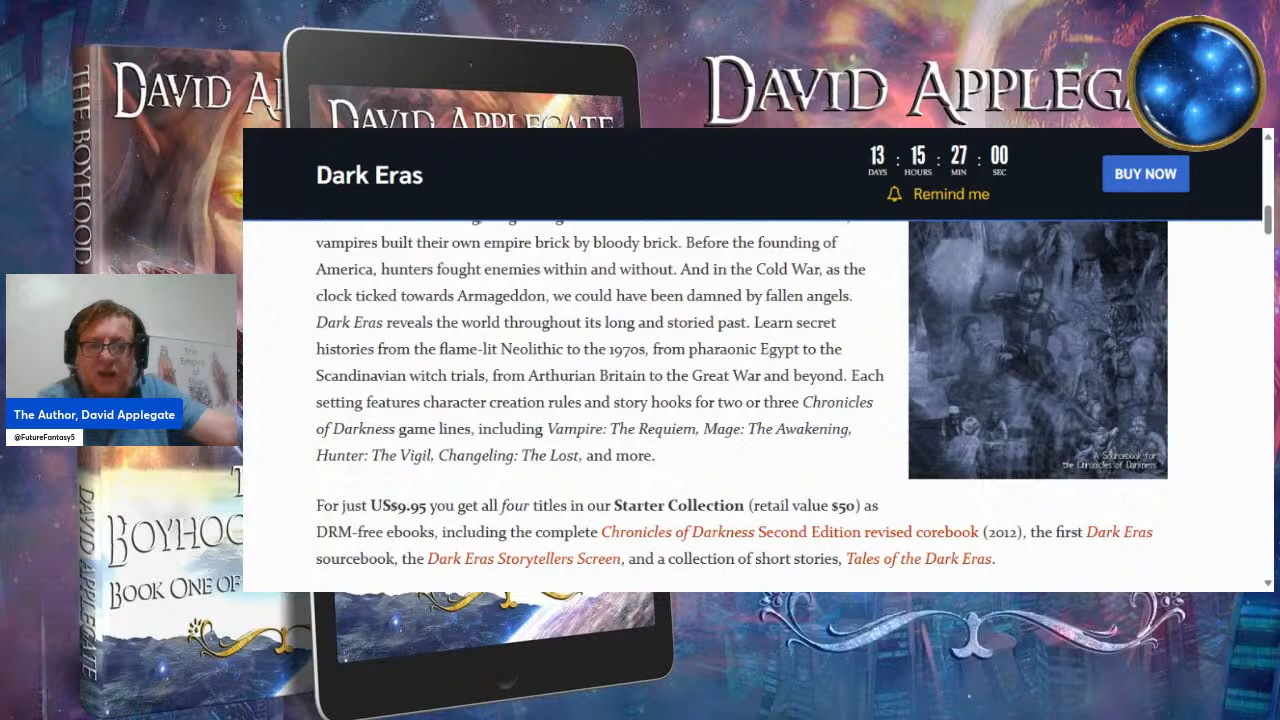 DAVID APPLEGA
THE BOYHOOD
DAVID A
DAVID APPLEGATE
Dark Eras
13 : 15 : 27 : 00
DAYS HOURS MIN SEC
Remind me
BUY NOW
vampires built their own empire brick by bloody brick. Before the founding of
America, hunters fought enemies within and without. And in the Cold War, as the
clock ticked towards Armageddon, we could have been damned by fallen angels.
Dark Eras reveals the world throughout its long and storied past. Learn secret
histories from the flame-lit Neolithic to the 1970s, from pharaonic Egypt to the
Scandinavian witch trials, from Arthurian Britain to the Great War and beyond. Each
setting features character creation rules and story hooks for two or three Chronicles
of Darkness game lines, including Vampire: The Requiem, Mage: The Awakening,
Hunter: The Vigil, Changeling: The Lost, and more.
A Sourcebook for
the Chronicles of Darkness
For just US$9.95 you get all four titles in our Starter Collection (retail value $50) as
DRM-free ebooks, including the complete Chronicles of Darkness Second Edition revised corebook (2012), the first Dark Eras
sourcebook, the Dark Eras Storytellers Screen, and a collection of short stories, Tales of the Dark Eras.
The
Empire
of
The Author, David Applegate
@FutureFantasy5
DAVID APPLEGATE
T
BOYHOO
BOOK ONE OF